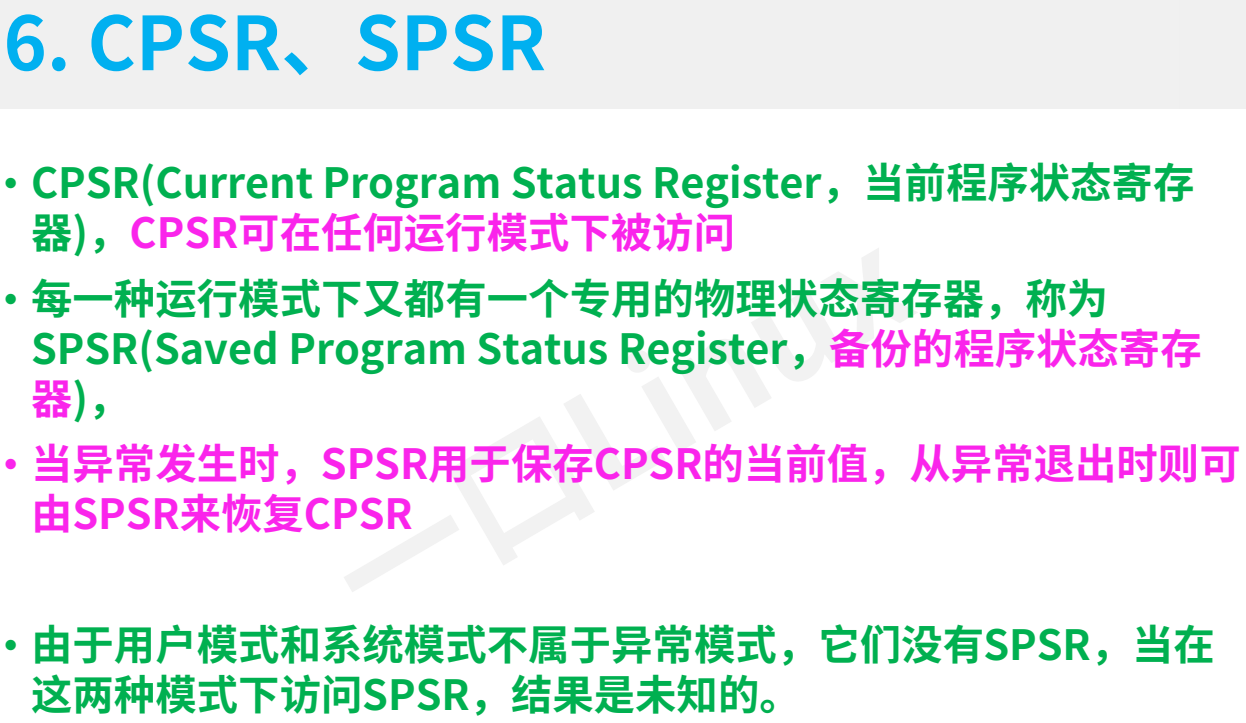 6. CPSR、SPSR
• CPSR(Current Program Status Register，当前程序状态寄存
器)，CPSR可在任何运行模式下被访问
• 每一种运行模式下又都有一个专用的物理状态寄存器，称为
SPSR(Saved Program Status Register，备份的程序状态寄存
器)，
• 当异常发生时，SPSR用于保存CPSR的当前值，从异常退出时则可
由SPSR来恢复CPSR
• 由于用户模式和系统模式不属于异常模式，它们没有SPSR，当在
这两种模式下访问SPSR，结果是未知的。
一口Linux